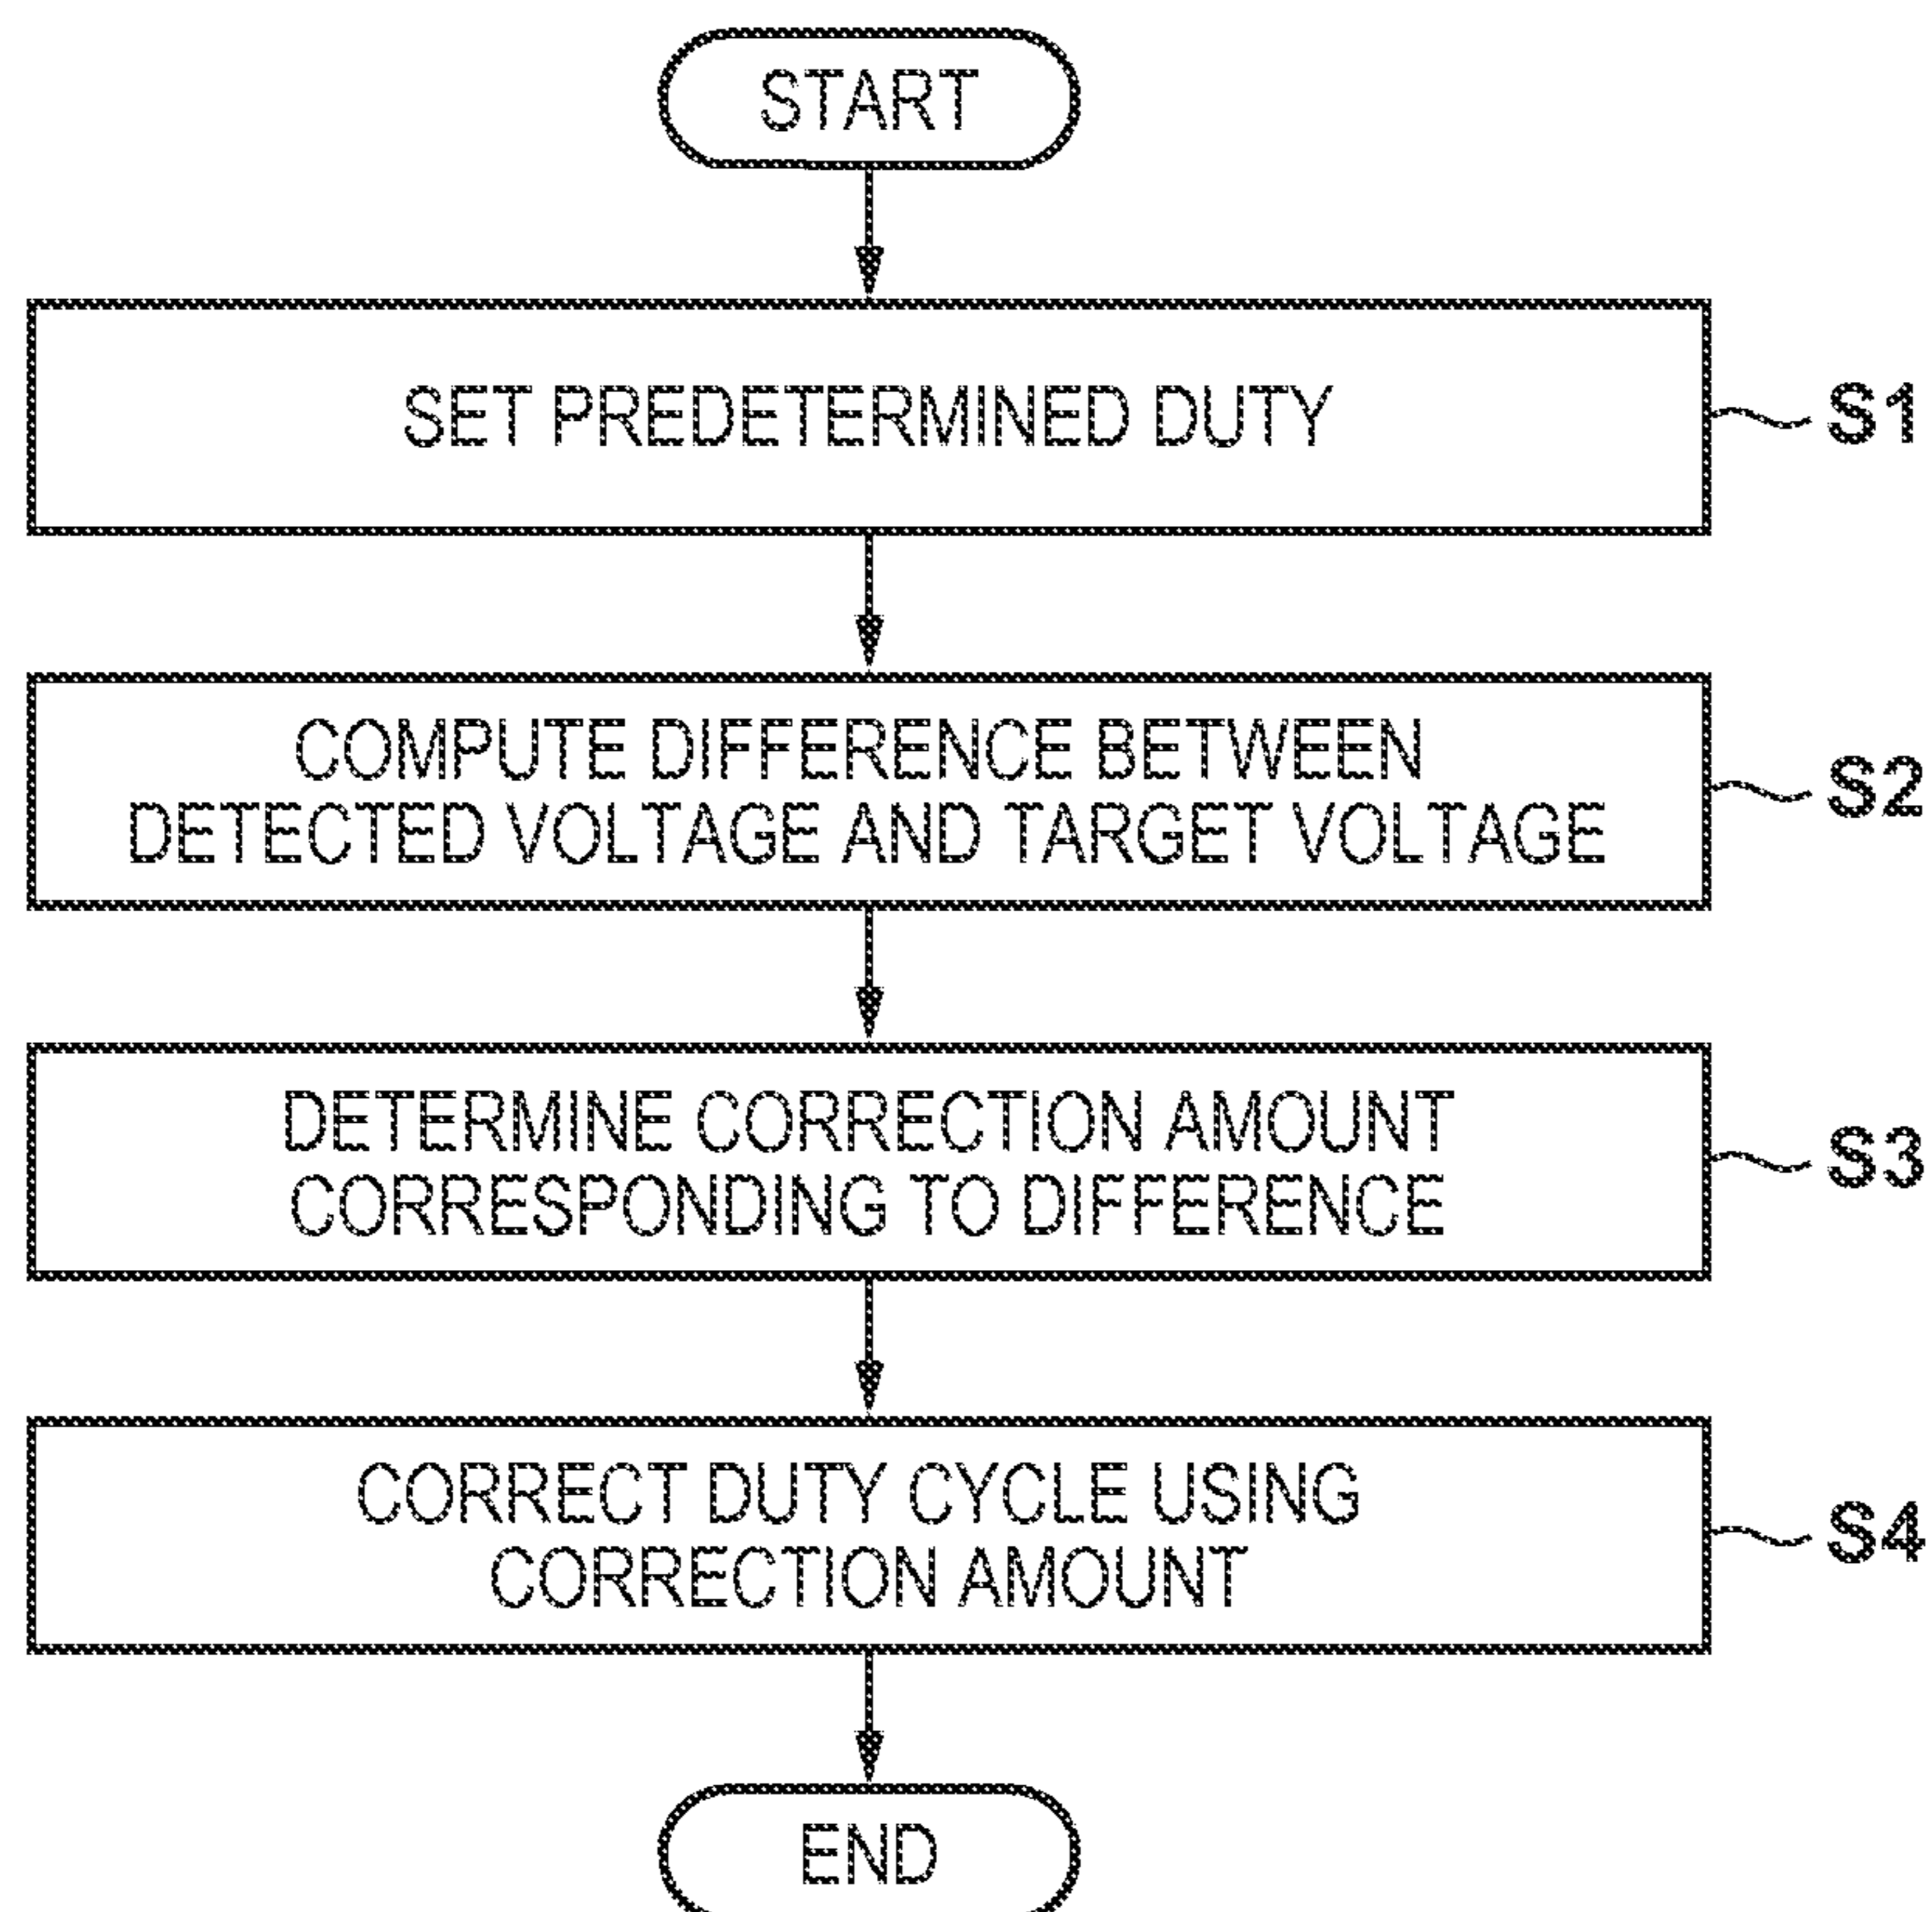 START
SET PREDETERMINED DUTY
S1
COMPUTE DIFFERENCE BETWEEN
DETECTED VOLTAGE AND TARGET VOLTAGE
S2
DETERMINE CORRECTION AMOUNT
CORRESPONDING TO DIFFERENCE
S3
CORRECT DUTY CYCLE USING
CORRECTION AMOUNT
S4
END